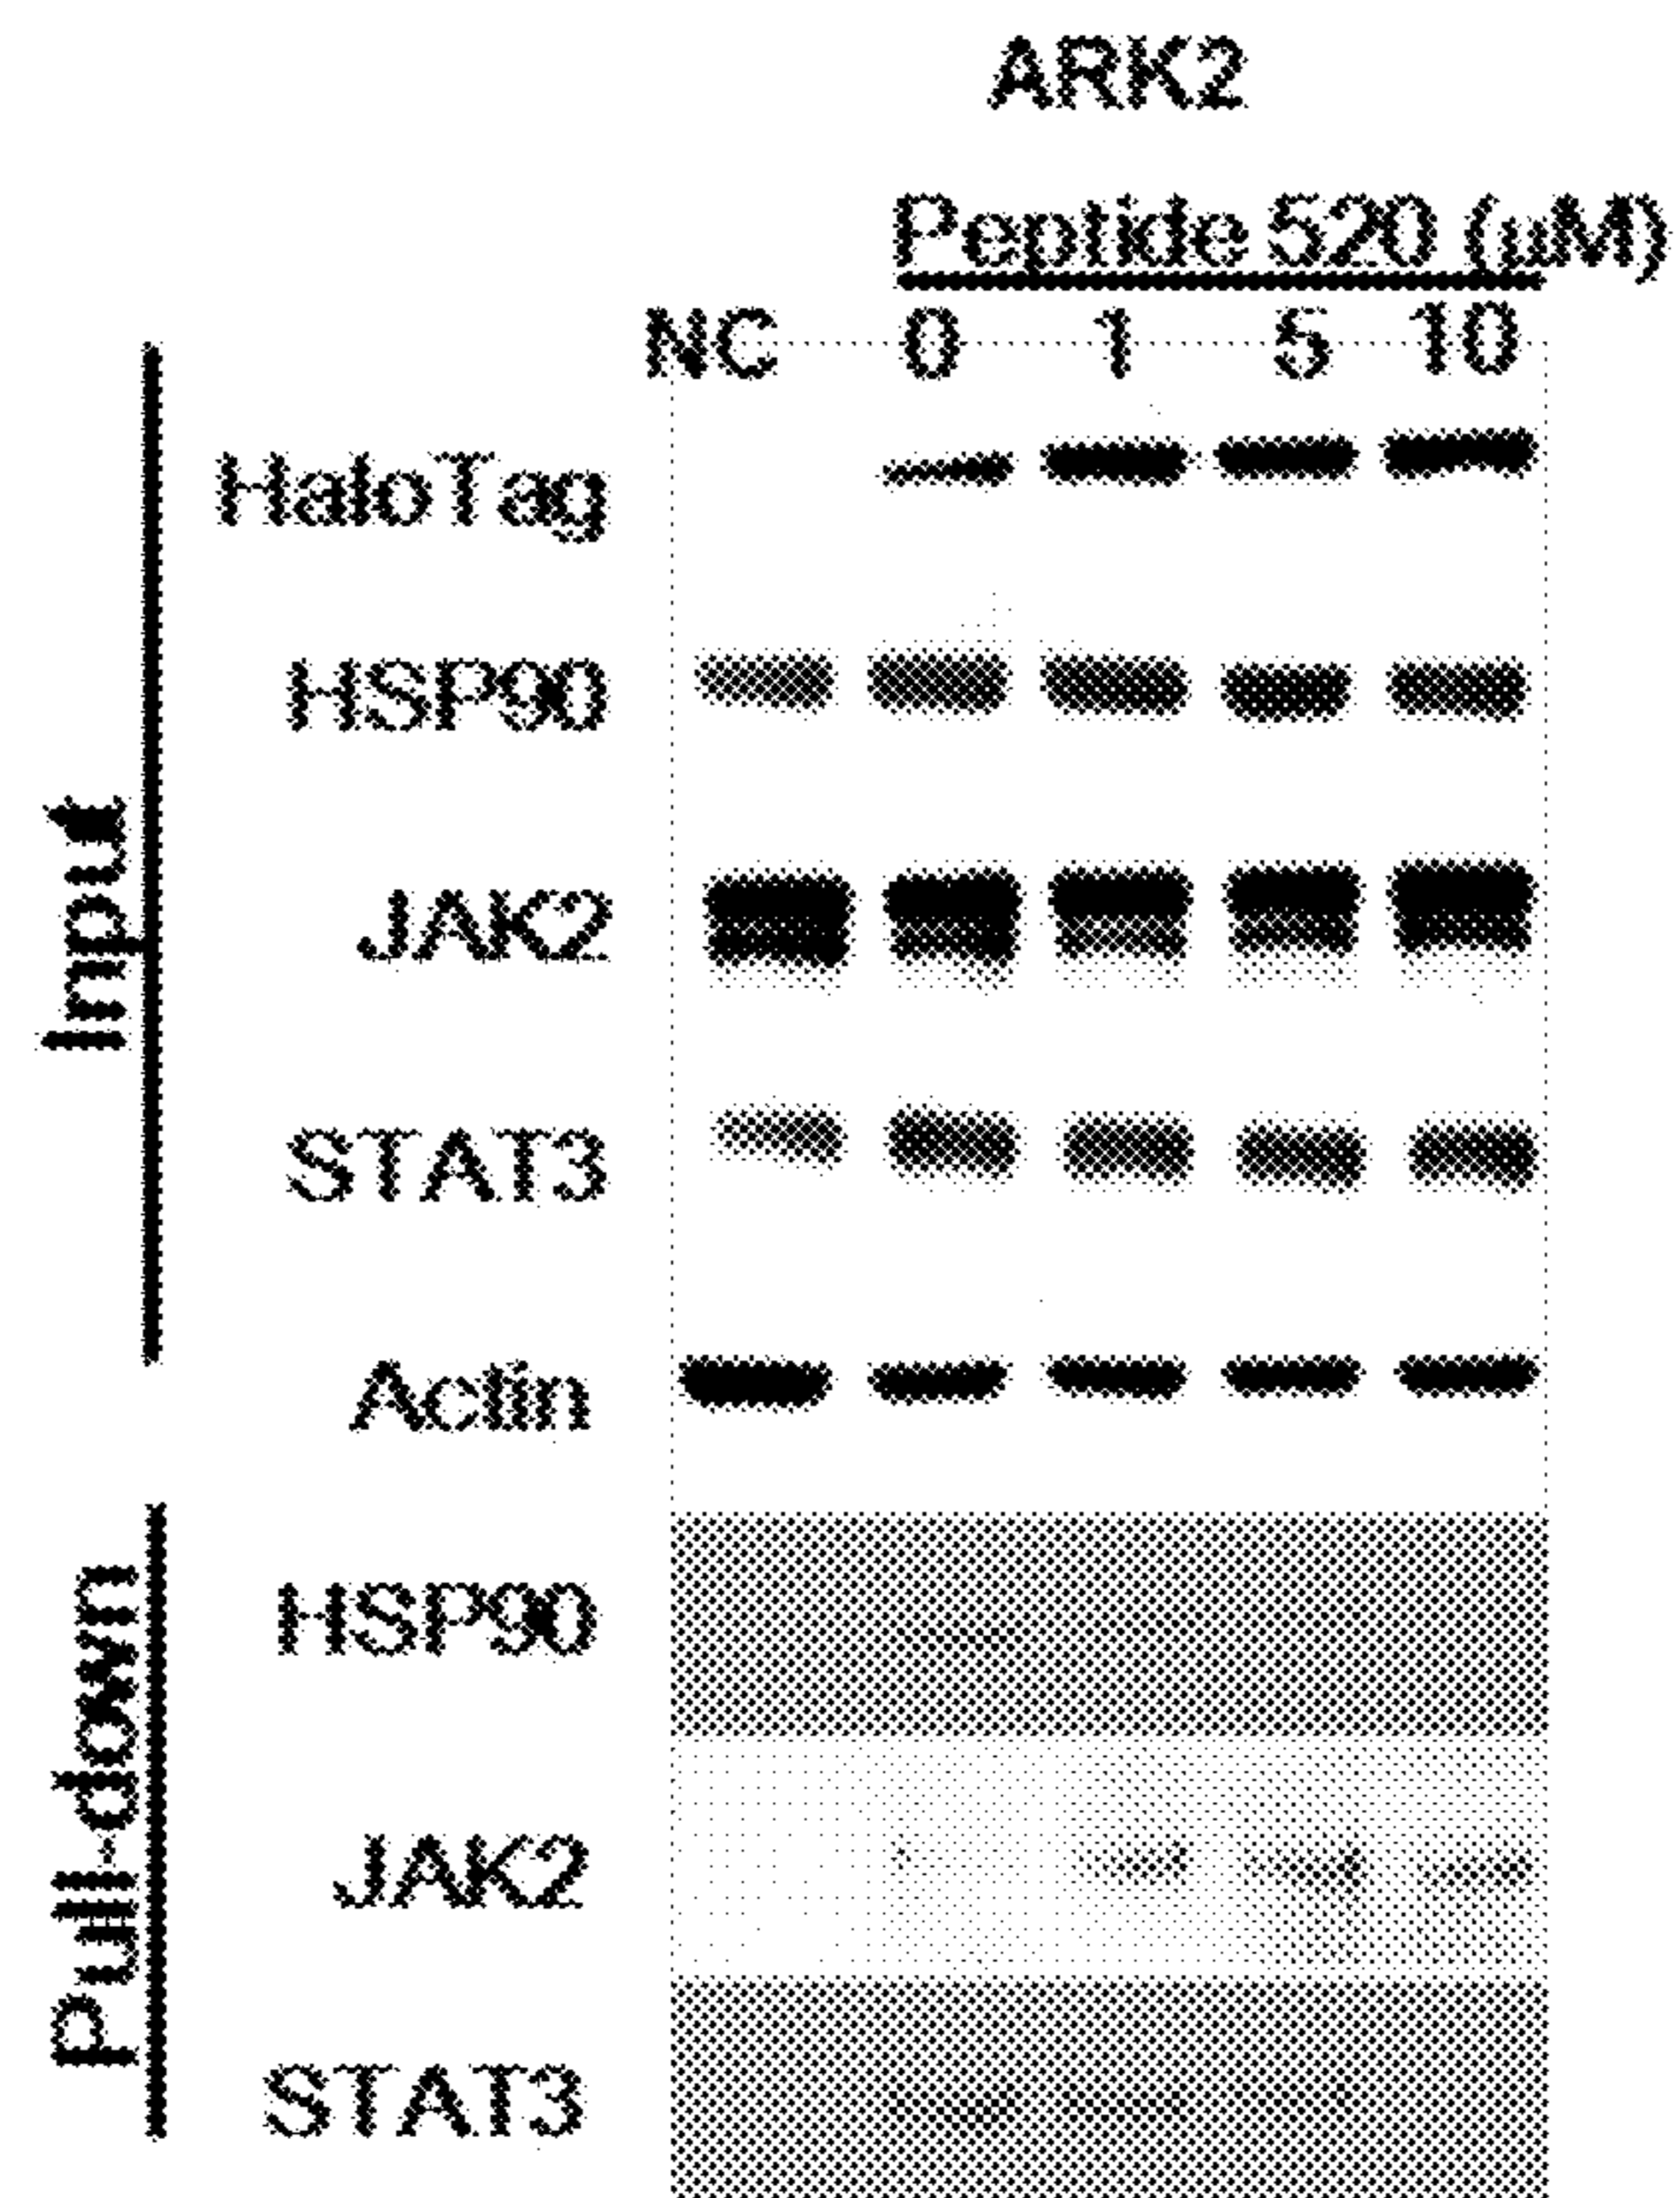 ARK2
Peptide 520 (µM)
NC 0 1 5 10
Input
HaloTag
HSP90
JAK2
STAT3
Actin
Pull-down
HSP90
JAK2
STAT3